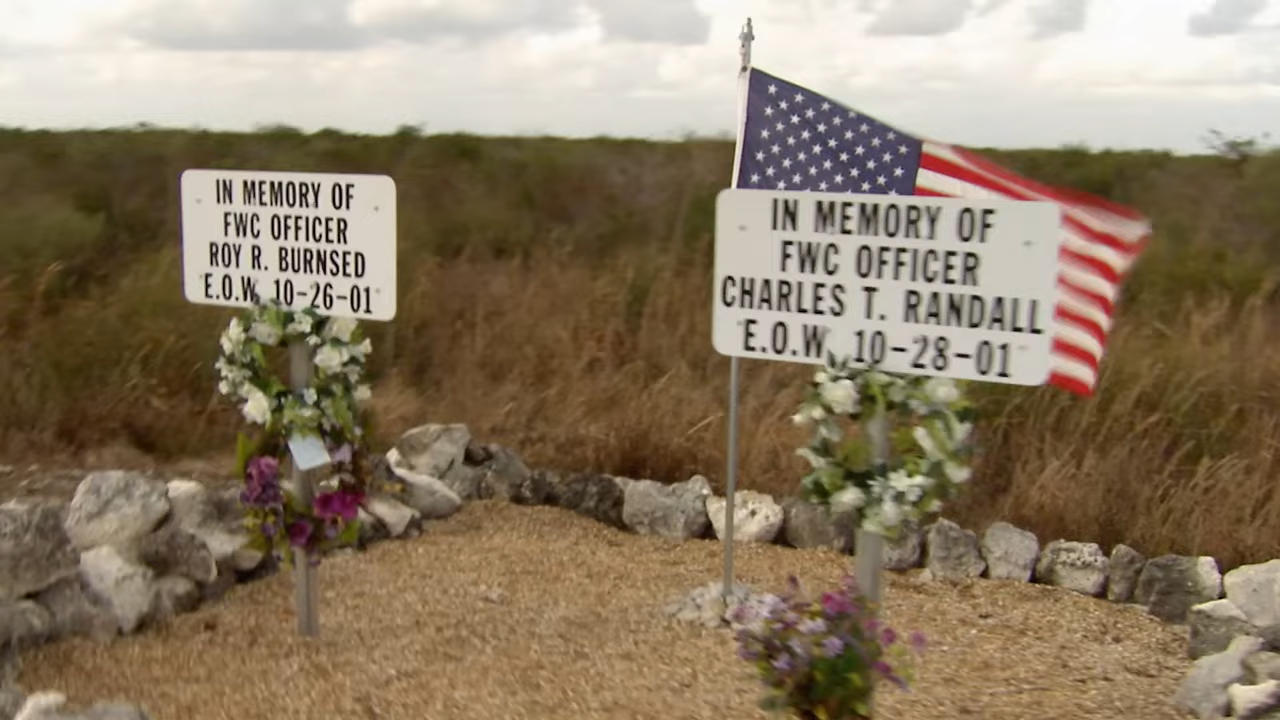 IN MEMORY OF
FWC OFFICER
ROY R. BURNSED
E.O.W. 10-26-01
IN MEMORY OF
FWC OFFICER
CHARLES T. RANDALL
E.O.W. 10-28-01